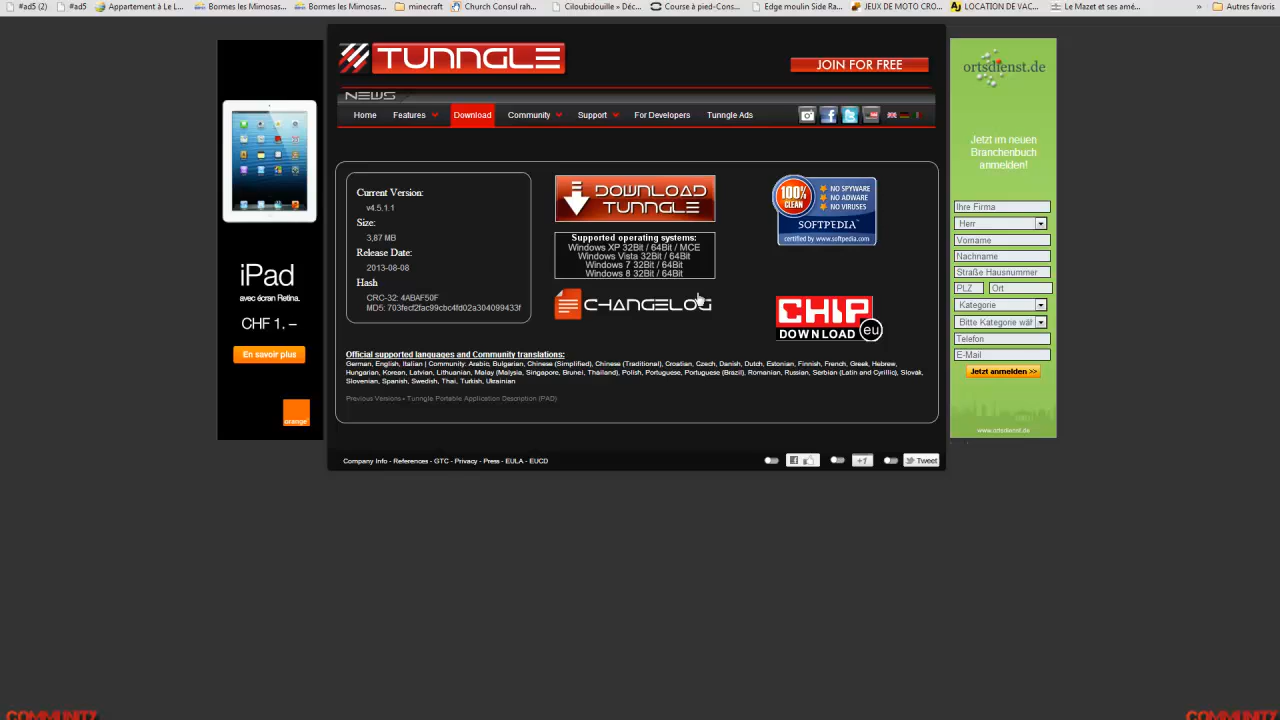 #ad5 (2) #ad5 Appartement à Le L... Bormes les Mimosas... Bormes les Mimosa... minecraft Church Consul rah... Ciloubidouille » Déc... Course à pied-Cons... Edge moulin Side Ra... JEUX DE MOTO CRO... LOCATION DE VAC... Le Mazet et ses amé... » Autres favoris
TUNNGLE
JOIN FOR FREE
NEWS
Home Features Download Community Support For Developers Tunngle Ads
Current Version:
v4.5.1.1
Size:
3,87 MB
Release Date:
2013-08-08
Hash
CRC-32: 4ABAF50F
MD5: 703fecf2fac99cbc4fd02a304099433f
DOWNLOAD
TUNNGLE
Supported operating systems:
Windows XP 32Bit / 64Bit / MCE
Windows Vista 32Bit / 64Bit
Windows 7 32Bit / 64Bit
Windows 8 32Bit / 64Bit
CHANGELOG
100%
CLEAN
NO SPYWARE
NO ADWARE
NO VIRUSES
SOFTPEDIA
certified by www.softpedia.com
CHIP
DOWNLOAD eu
Official supported languages and Community translations:
German, English, Italian | Community: Arabic, Bulgarian, Chinese (Simplified), Chinese (Traditional), Croatian, Czech, Danish, Dutch, Estonian, Finnish, French, Greek, Hebrew,
Hungarian, Korean, Latvian, Lithuanian, Malay (Malysia, Singapore, Brunei, Thailand), Polish, Portuguese, Portuguese (Brazil), Romanian, Russian, Serbian (Latin and Cyrillic), Slovak,
Slovenian, Spanish, Swedish, Thai, Turkish, Ukrainian
Previous Versions • Tunngle Portable Application Description (PAD)
Company Info - References - GTC - Privacy - Press - EULA - EUCD
+1
Tweet
iPad
avec écran Retina.
CHF 1. –
En savoir plus
orange
ortsdienst.de
Jetzt im neuen
Branchenbuch
anmelden!
Ihre Firma
Herr
Vorname
Nachname
Straße Hausnummer
PLZ Ort
Kategorie
Bitte Kategorie wäh
Telefon
E-Mail
Jetzt anmelden >>
www.ortsdienst.de
COMMUNITY COMMUNITY